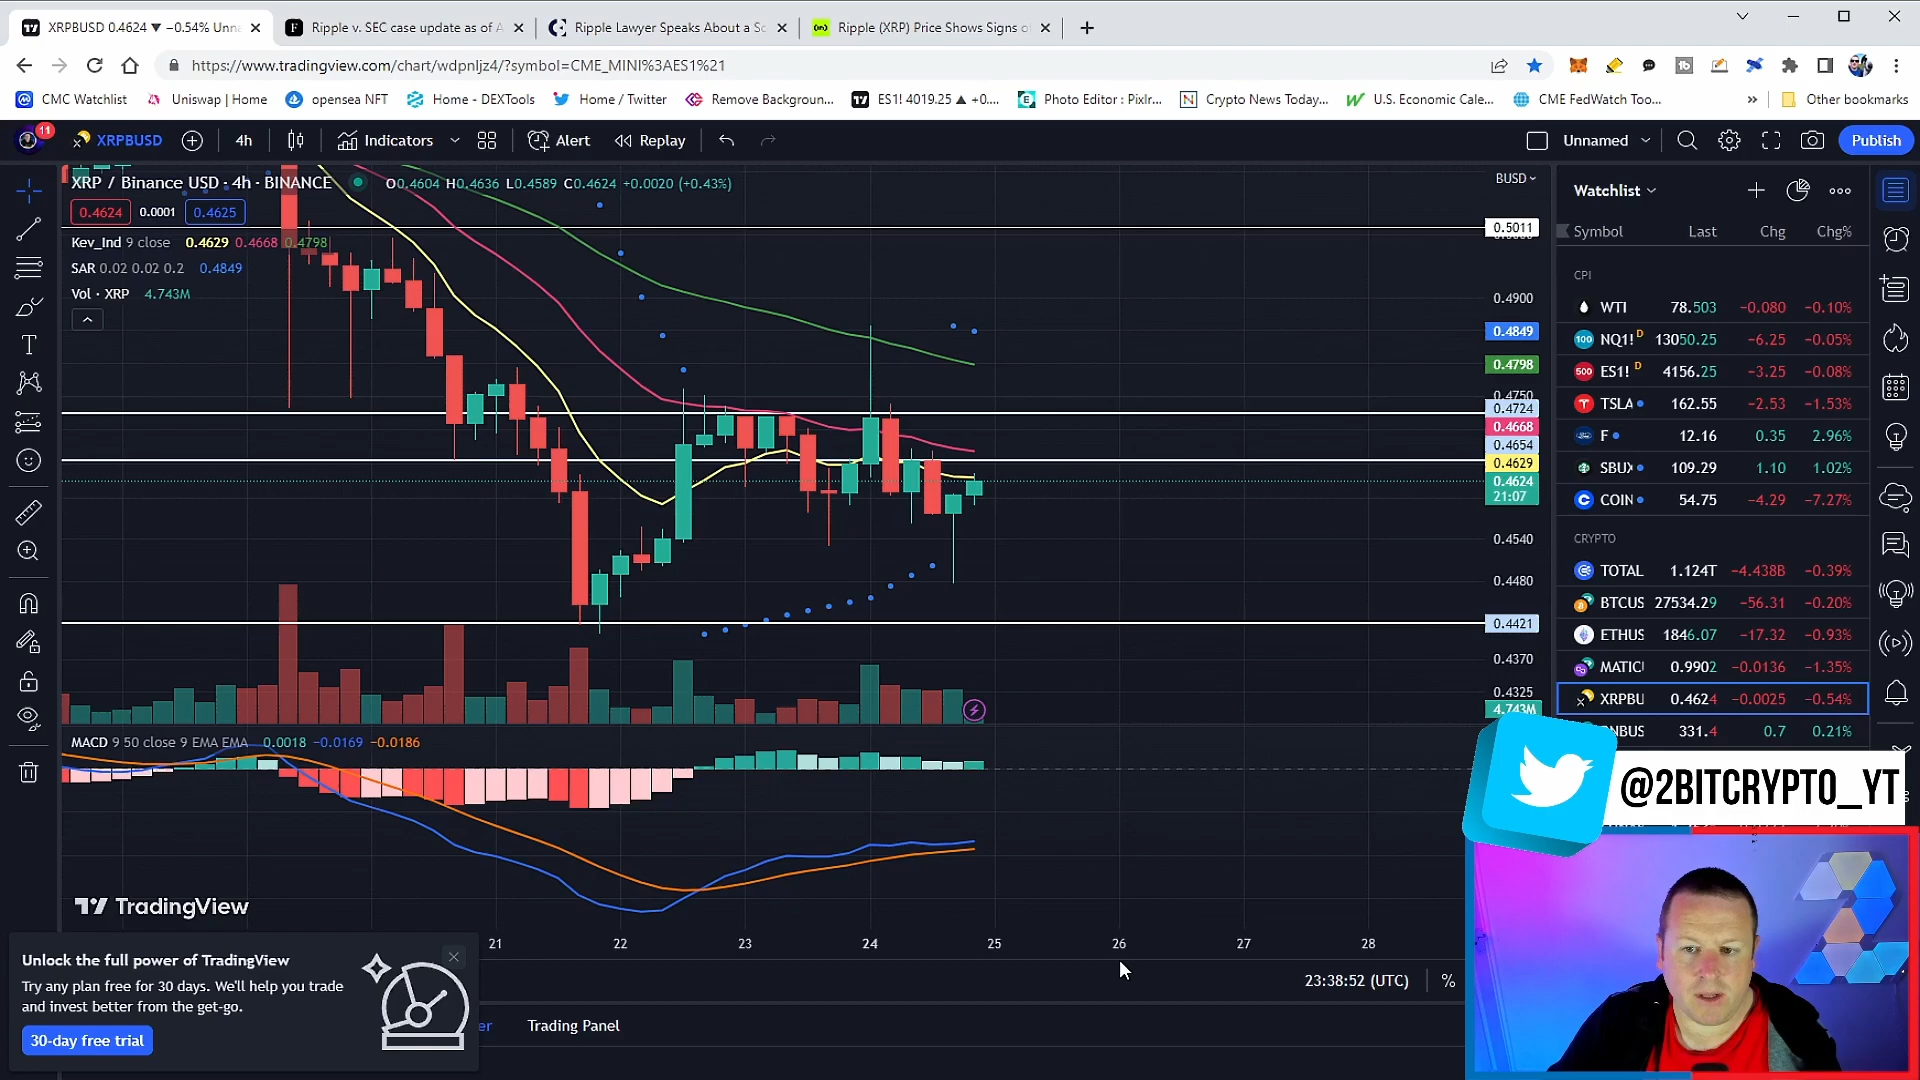 XRPBUSD 0.4624 ▼ −0.54% Unna
Ripple v. SEC case update as of A
Ripple Lawyer Speaks About a Sc
Ripple (XRP) Price Shows Signs o
https://www.tradingview.com/chart/wdpnljz4/?symbol=CME_MINI%3AES1%21
CMC Watchlist
Uniswap | Home
opensea NFT
Home - DEXTools
Home / Twitter
Remove Backgroun...
ES1! 4019.25 ▲ +0....
Photo Editor : Pixlr...
Crypto News Today...
U.S. Economic Cale...
CME FedWatch Too...
»
Other bookmarks
11
XRPBUSD
4h
Indicators
Alert
Replay
Unnamed
Publish
XRP / Binance USD · 4h · BINANCE O0.4604 H0.4636 L0.4589 C0.4624 +0.0020 (+0.43%)
0.4624 0.0001 0.4625
Kev_Ind 9 close 0.4629 0.4668 0.4798
SAR 0.02 0.02 0.2 0.4849
Vol · XRP 4.743M
BUSD
0.5011
0.4900
0.4849
0.4798
0.4750
0.4724
0.4668
0.4654
0.4629
0.4624
21:07
0.4540
0.4480
0.4421
0.4370
0.4325
4.743M
MACD 9 50 close 9 EMA EMA 0.0018 −0.0169 −0.0186
TradingView
21 22 23 24 25 26 27 28
23:38:52 (UTC) %
Unlock the full power of TradingView
Try any plan free for 30 days. We'll help you trade
and invest better from the get-go.
30-day free trial
er
Trading Panel
Watchlist
Symbol Last Chg Chg%
CPI
WTI 78.503 −0.080 −0.10%
100 NQ1! D 13050.25 −6.25 −0.05%
500 ES1! D 4156.25 −3.25 −0.08%
TSLA 162.55 −2.53 −1.53%
F 12.16 0.35 2.96%
SBUX 109.29 1.10 1.02%
COIN 54.75 −4.29 −7.27%
CRYPTO
TOTAL 1.124T −4.438B −0.39%
BTCUS 27534.29 −56.31 −0.20%
ETHUS 1846.07 −17.32 −0.93%
MATICU 0.9902 −0.0136 −1.35%
XRPBU 0.4624 −0.0025 −0.54%
BNBUS 331.4 0.7 0.21%
@2BITCRYPTO_YT